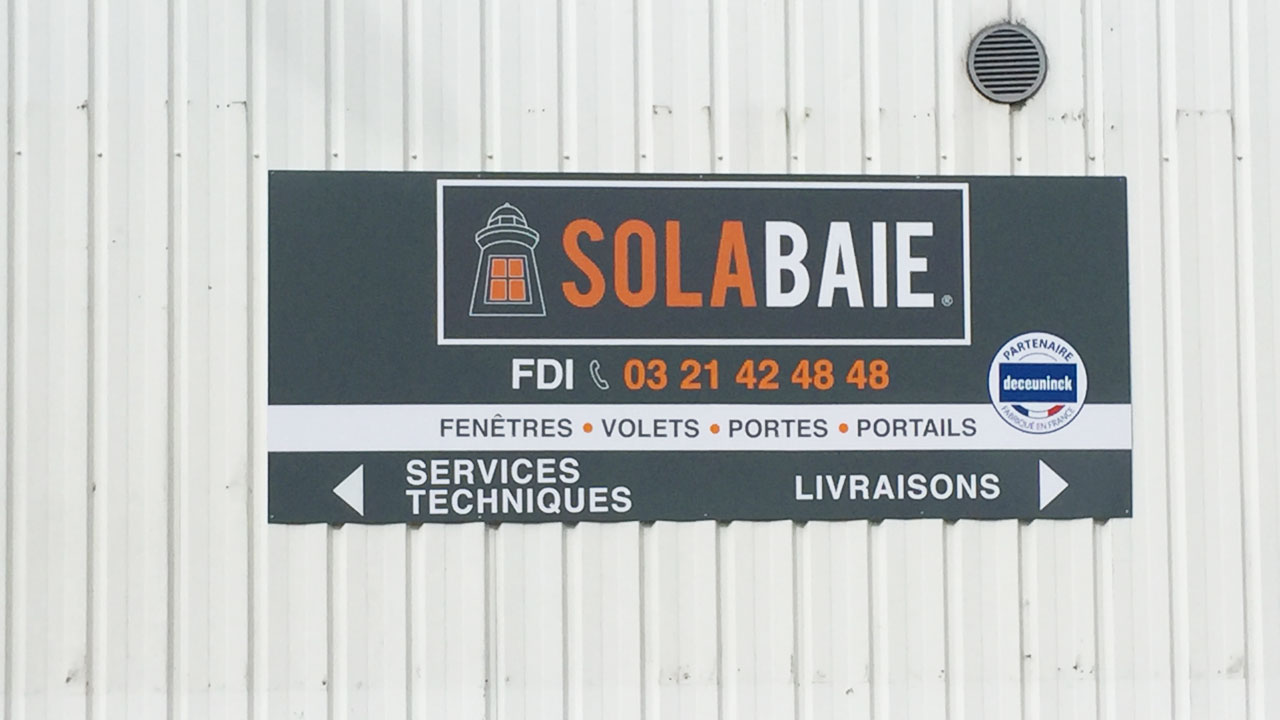 SOLABAIE®
FDI 03 21 42 48 48
PARTENAIRE
deceuninck
FABRIQUÉ EN FRANCE
FENÊTRES • VOLETS • PORTES • PORTAILS
SERVICES
TECHNIQUES
LIVRAISONS